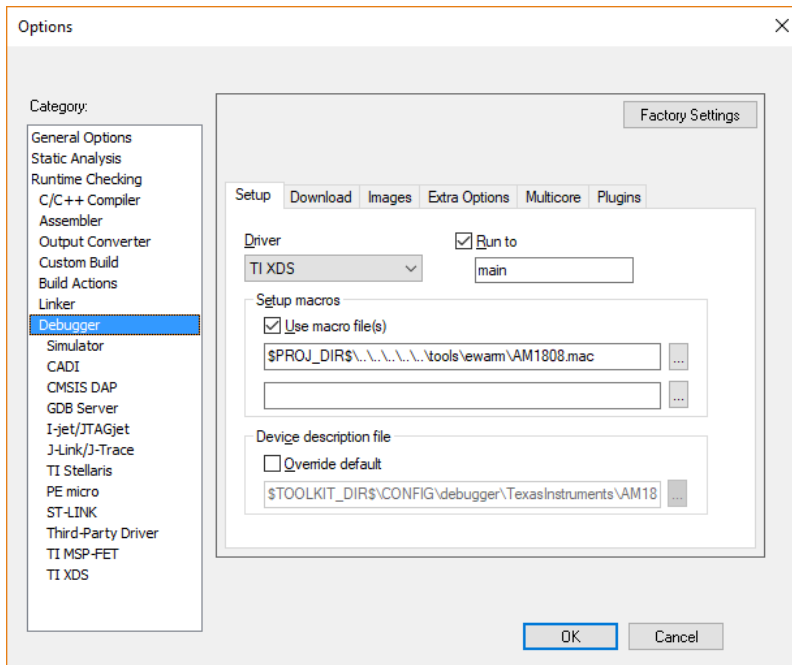 Options
Category:
General Options
Static Analysis
Runtime Checking
C/C++ Compiler
Assembler
Output Converter
Custom Build
Build Actions
Linker
Debugger
Simulator
CADI
CMSIS DAP
GDB Server
I-jet/JTAGjet
J-Link/J-Trace
TI Stellaris
PE micro
ST-LINK
Third-Party Driver
TI MSP-FET
TI XDS
Factory Settings
Setup Download Images Extra Options Multicore Plugins
Driver
TI XDS
Run to
main
Setup macros
Use macro file(s)
$PROJ_DIR$\..\..\..\..\..\tools\ewarm\AM1808.mac
...
...
Device description file
Override default
$TOOLKIT_DIR$\CONFIG\debugger\TexasInstruments\AM18
...
OK Cancel